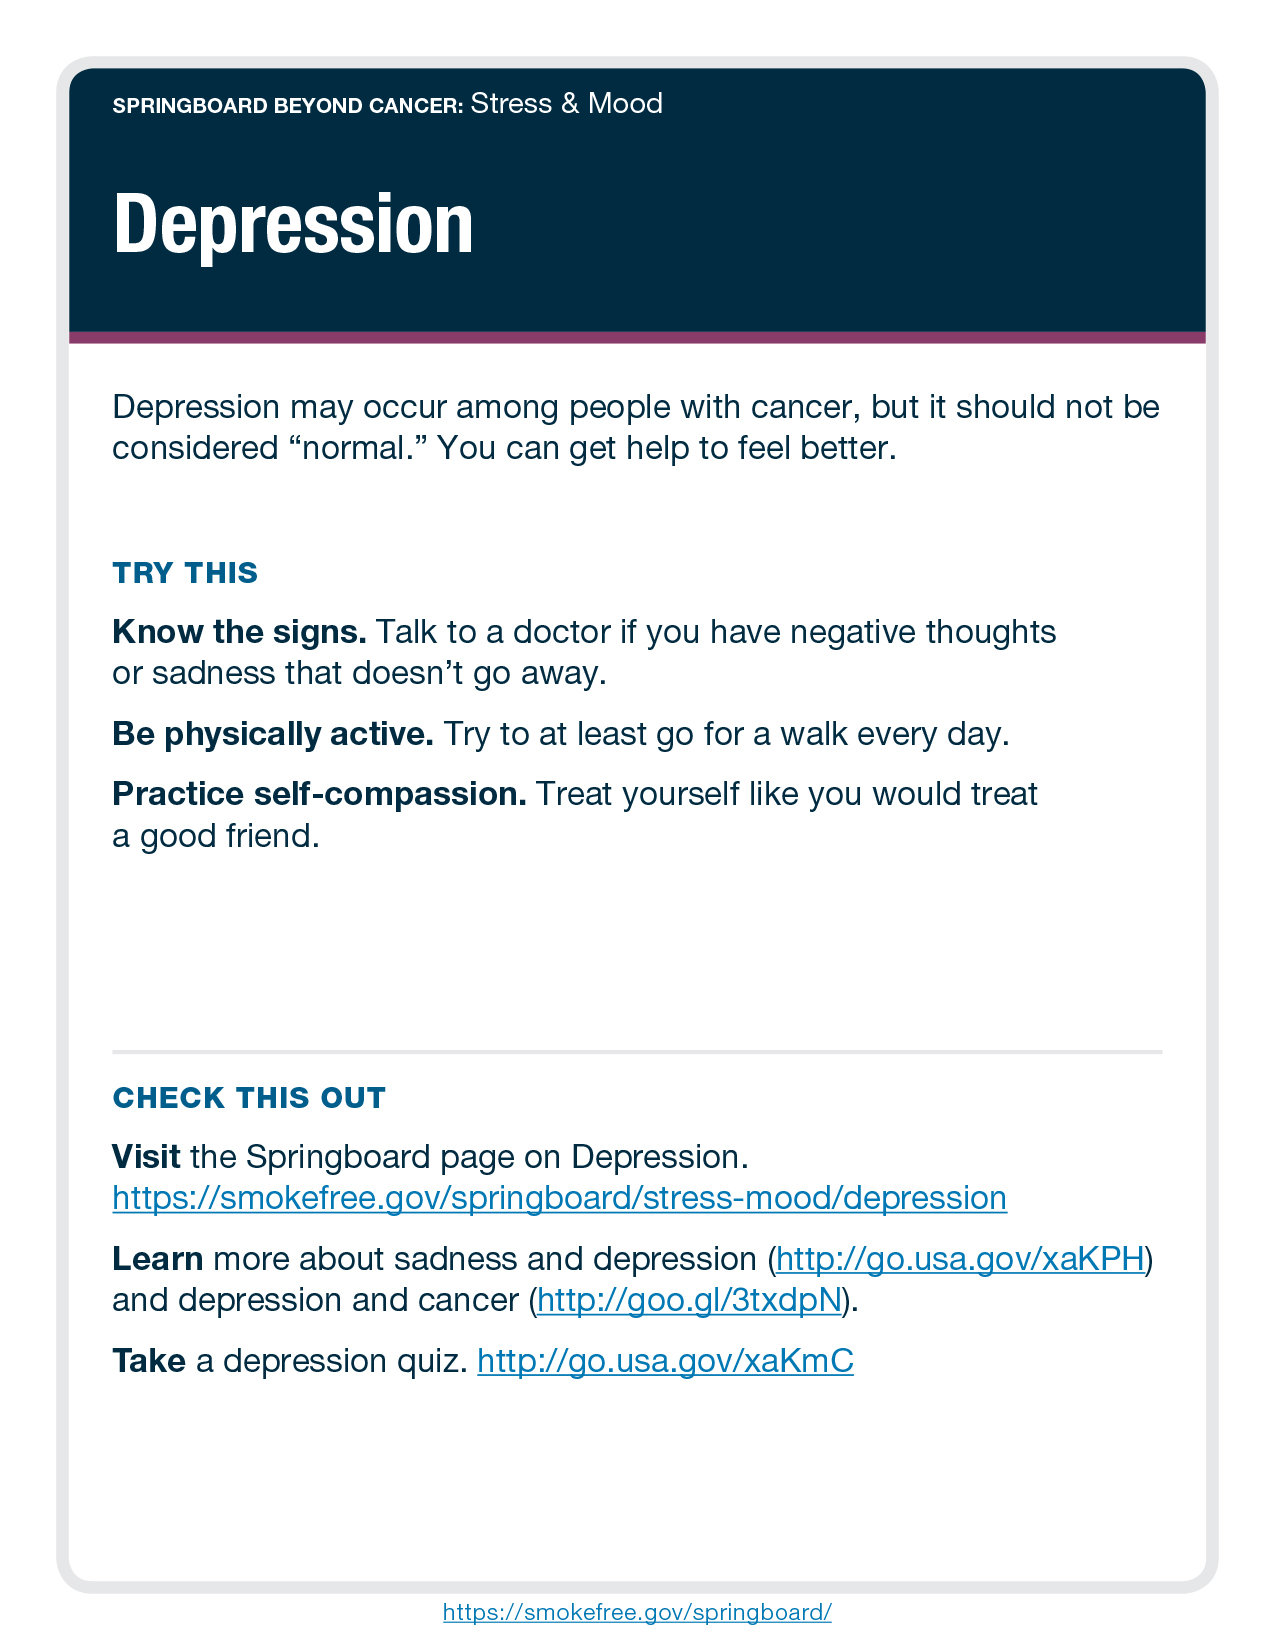 SPRINGBOARD BEYOND CANCER: Stress & Mood
Depression
Depression may occur among people with cancer, but it should not be
considered “normal.” You can get help to feel better.
TRY THIS
Know the signs. Talk to a doctor if you have negative thoughts
or sadness that doesn’t go away.
Be physically active. Try to at least go for a walk every day.
Practice self-compassion. Treat yourself like you would treat
a good friend.
CHECK THIS OUT
Visit the Springboard page on Depression.
https://smokefree.gov/springboard/stress-mood/depression
Learn more about sadness and depression (http://go.usa.gov/xaKPH)
and depression and cancer (http://goo.gl/3txdpN).
Take a depression quiz. http://go.usa.gov/xaKmC
https://smokefree.gov/springboard/